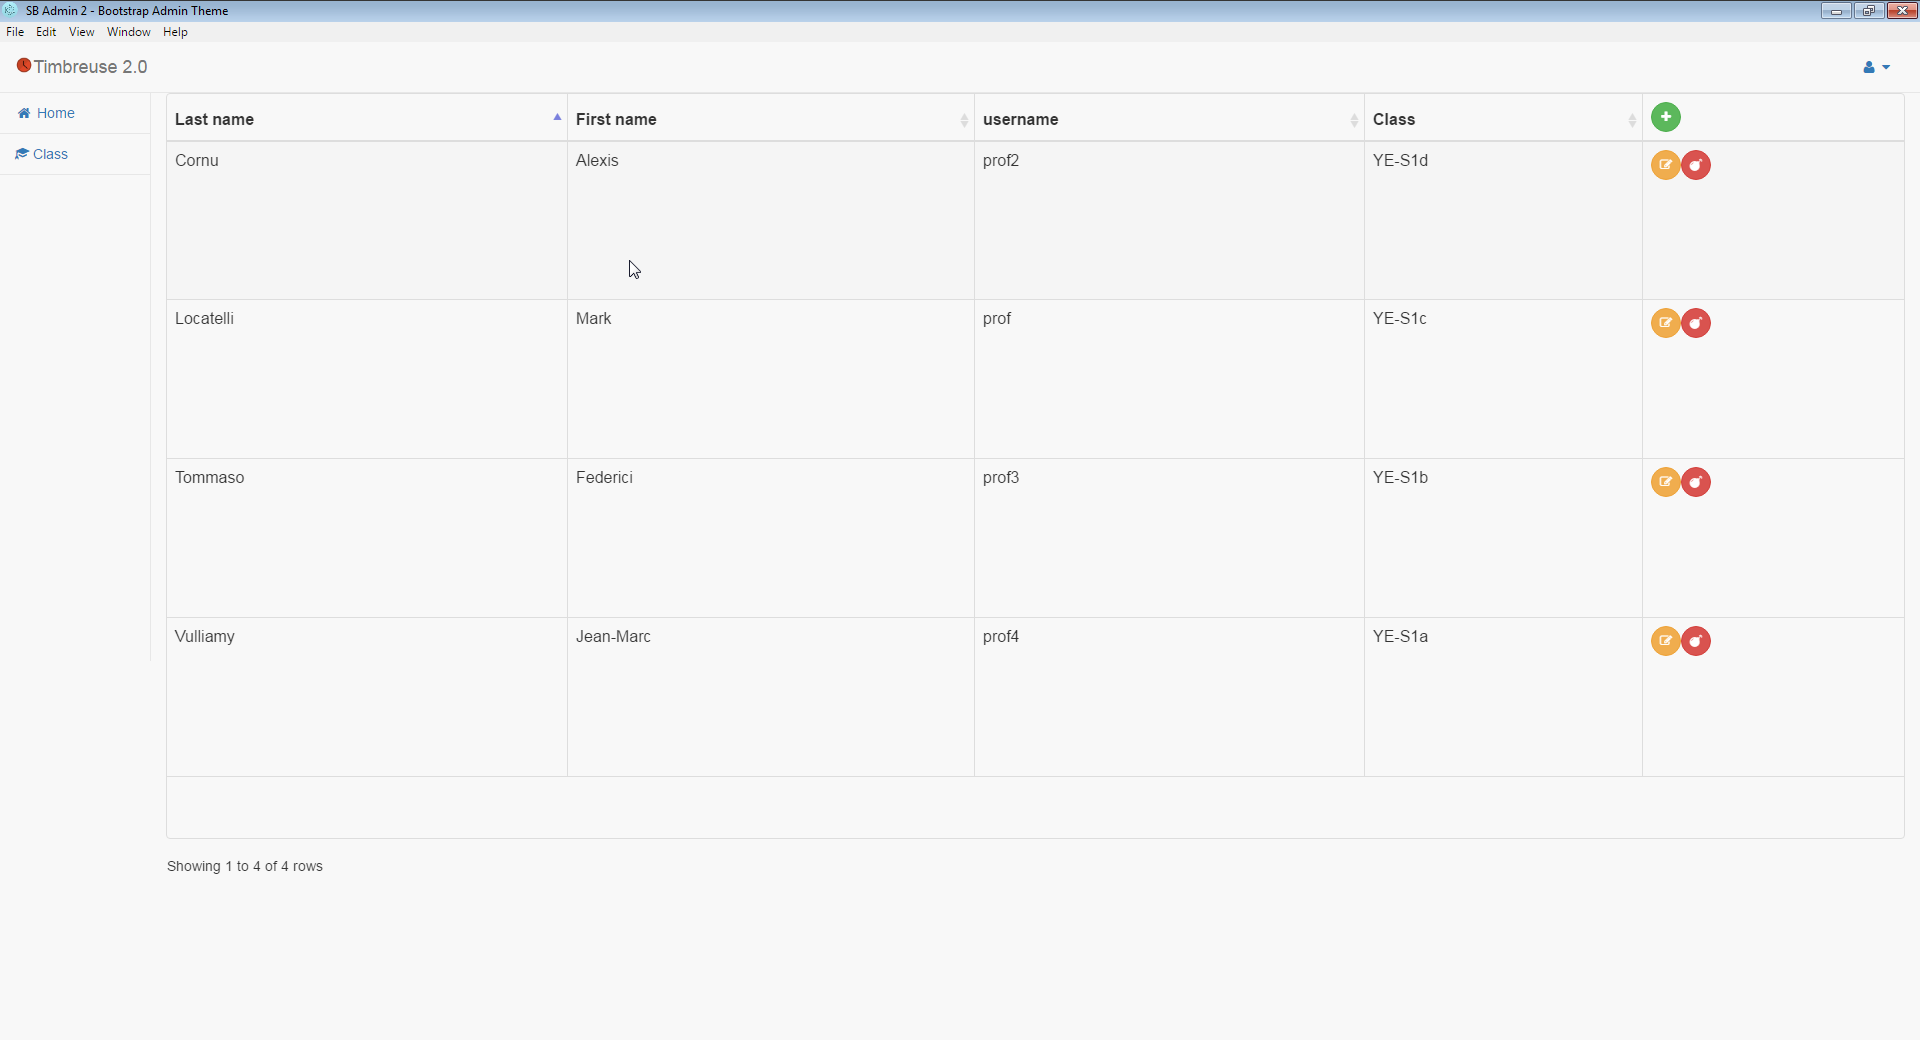 SB Admin 2 - Bootstrap Admin Theme
File Edit View Window Help
Timbreuse 2.0
Home
Class
Last name First name username Class
Cornu Alexis prof2 YE-S1d
Locatelli Mark prof YE-S1c
Tommaso Federici prof3 YE-S1b
Vulliamy Jean-Marc prof4 YE-S1a
Showing 1 to 4 of 4 rows